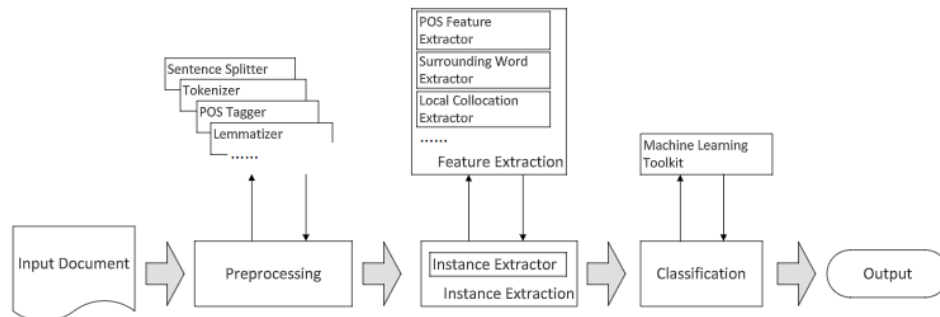 POS Feature
Extractor
Surrounding Word
Extractor
Local Collocation
Extractor
......
Feature Extraction
Sentence Splitter
Tokenizer
POS Tagger
Lemmatizer
......
Machine Learning
Toolkit
Input Document
Preprocessing
Instance Extractor
Instance Extraction
Classification
Output